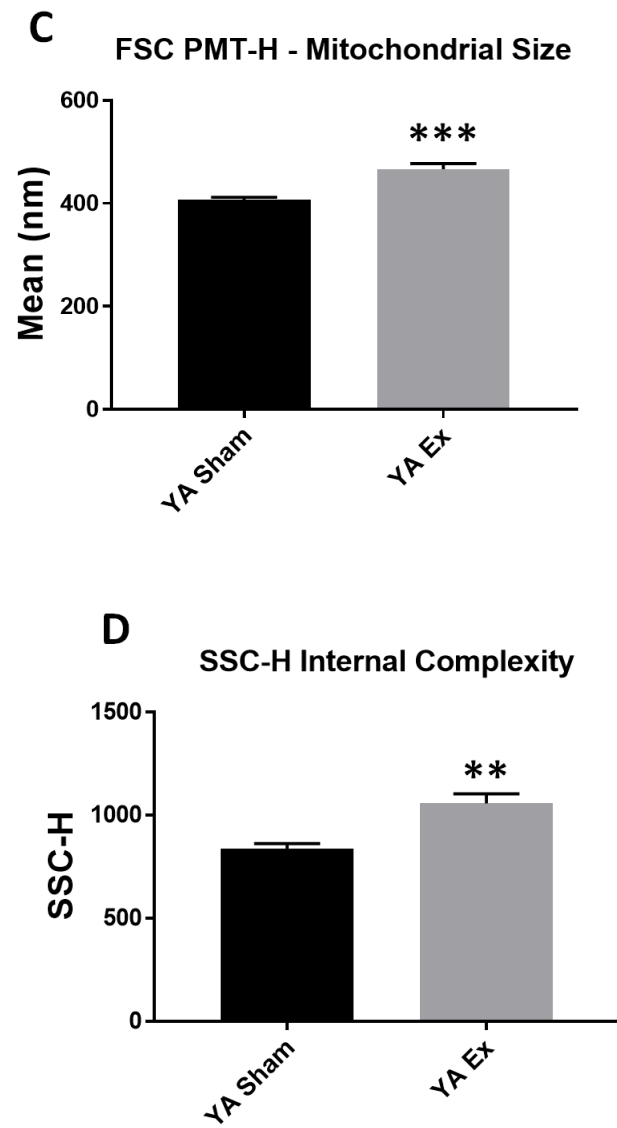 C
FSC PMT-H - Mitochondrial Size
600
***
400
200
0
Mean (nm)
YA Sham
YA Ex
D
SSC-H Internal Complexity
1500
**
1000
500
0
SSC-H
YA Sham
YA Ex